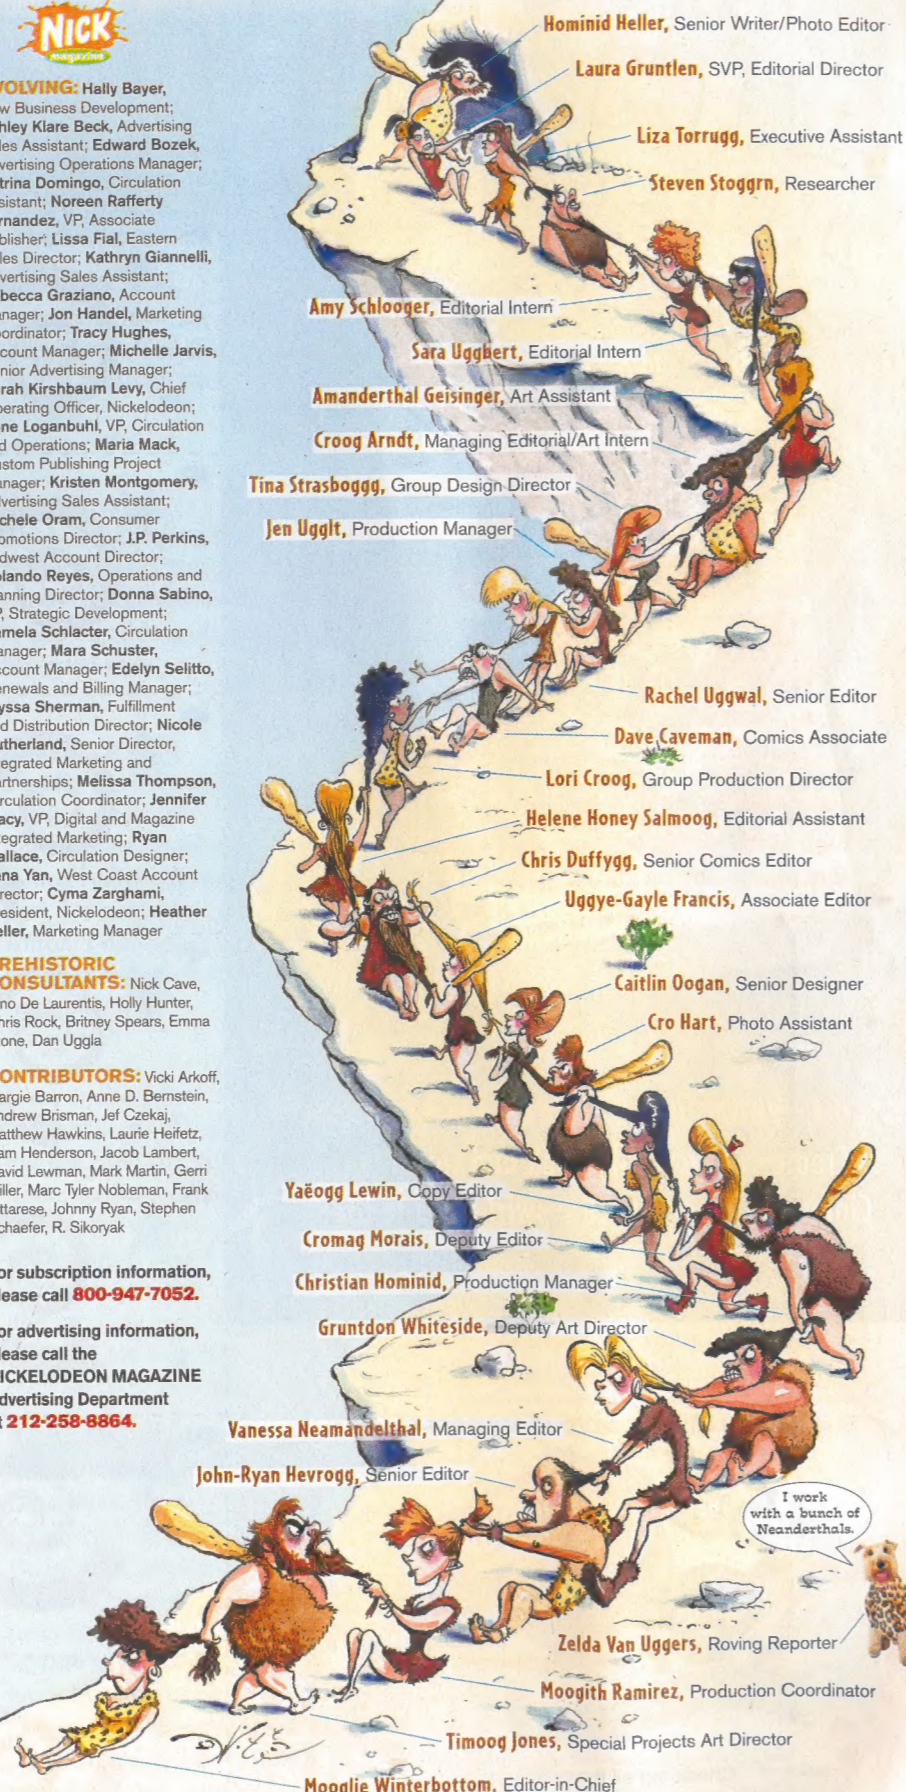 NICK
magazine
VOLVING: Hally Bayer,
w Business Development;
hley Klare Beck, Advertising
les Assistant; Edward Bozek,
vertising Operations Manager;
trina Domingo, Circulation
sistant; Noreen Rafferty
rnandez, VP, Associate
blisher; Lissa Fial, Eastern
les Director; Kathryn Giannelli,
vertising Sales Assistant;
becca Graziano, Account
anager; Jon Handel, Marketing
oordinator; Tracy Hughes,
count Manager; Michelle Jarvis,
nior Advertising Manager;
rah Kirshbaum Levy, Chief
perating Officer, Nickelodeon;
ne Loganbuhl, VP, Circulation
d Operations; Maria Mack,
ustom Publishing Project
anager; Kristen Montgomery,
vertising Sales Assistant;
chele Oram, Consumer
omotions Director; J.P. Perkins,
dwest Account Director;
olando Reyes, Operations and
anning Director; Donna Sabino,
P, Strategic Development;
amela Schlacter, Circulation
anager; Mara Schuster,
ccount Manager; Edelyn Selitto,
enewals and Billing Manager;
yssa Sherman, Fulfillment
d Distribution Director; Nicole
utherland, Senior Director,
tegrated Marketing and
artnerships; Melissa Thompson,
rculation Coordinator; Jennifer
acy, VP, Digital and Magazine
tegrated Marketing; Ryan
allace, Circulation Designer;
ena Yan, West Coast Account
rector; Cyma Zarghami,
esident, Nickelodeon; Heather
eller, Marketing Manager
REHISTORIC
ONSULTANTS: Nick Cave,
no De Laurentis, Holly Hunter,
hris Rock, Britney Spears, Emma
tone, Dan Uggla
ONTRIBUTORS: Vicki Arkoff,
argie Barron, Anne D. Bernstein,
ndrew Brisman, Jef Czekaj,
atthew Hawkins, Laurie Heifetz,
am Henderson, Jacob Lambert,
avid Lewman, Mark Martin, Gerri
iller, Marc Tyler Nobleman, Frank
ittarese, Johnny Ryan, Stephen
chaefer, R. Sikoryak
or subscription information,
lease call 800-947-7052.
or advertising information,
lease call the
ICKELODEON MAGAZINE
dvertising Department
t 212-258-8864.
Hominid Heller, Senior Writer/Photo Editor
Laura Gruntlen, SVP, Editorial Director
Liza Torrugg, Executive Assistant
Steven Stoggrn, Researcher
Amy Schlooger, Editorial Intern
Sara Uggbert, Editorial Intern
Amanderthal Geisinger, Art Assistant
Croog Arndt, Managing Editorial/Art Intern
Tina Strasboggg, Group Design Director
Jen Ugglt, Production Manager
Rachel Uggwal, Senior Editor
Dave Caveman, Comics Associate
Lori Croog, Group Production Director
Helene Honey Salmoog, Editorial Assistant
Chris Duffygg, Senior Comics Editor
Uggye-Gayle Francis, Associate Editor
Caitlin Oogan, Senior Designer
Cro Hart, Photo Assistant
Yaëogg Lewin, Copy Editor
Cromag Morais, Deputy Editor
Christian Hominid, Production Manager
Gruntdon Whiteside, Deputy Art Director
Vanessa Neamandelthal, Managing Editor
John-Ryan Hevrogg, Senior Editor
I work
with a bunch of
Neanderthals.
Zelda Van Uggers, Roving Reporter
Moogith Ramirez, Production Coordinator
Timoog Jones, Special Projects Art Director
Mooglie Winterbottom, Editor-in-Chief